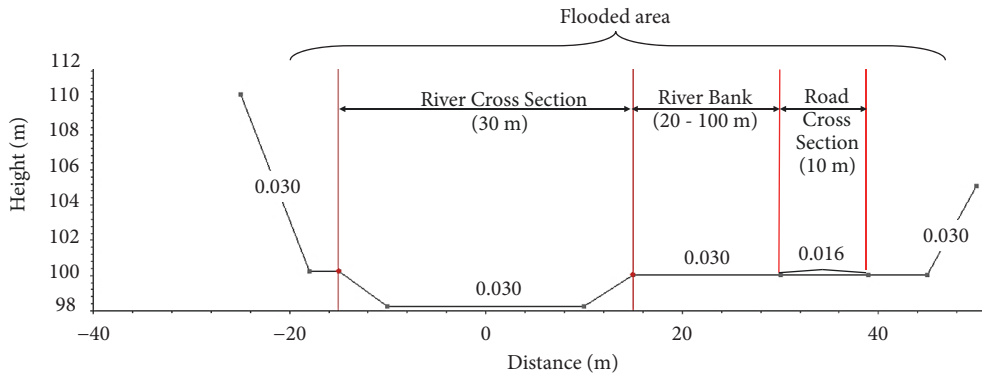 Flooded area
112
110
108
106
104
102
100
98
Height (m)
River Cross Section
(30 m)
River Bank
(20 - 100 m)
Road
Cross
Section
(10 m)
0.030
0.030
0.030
0.016
0.030
−40
−20
0
20
40
Distance (m)